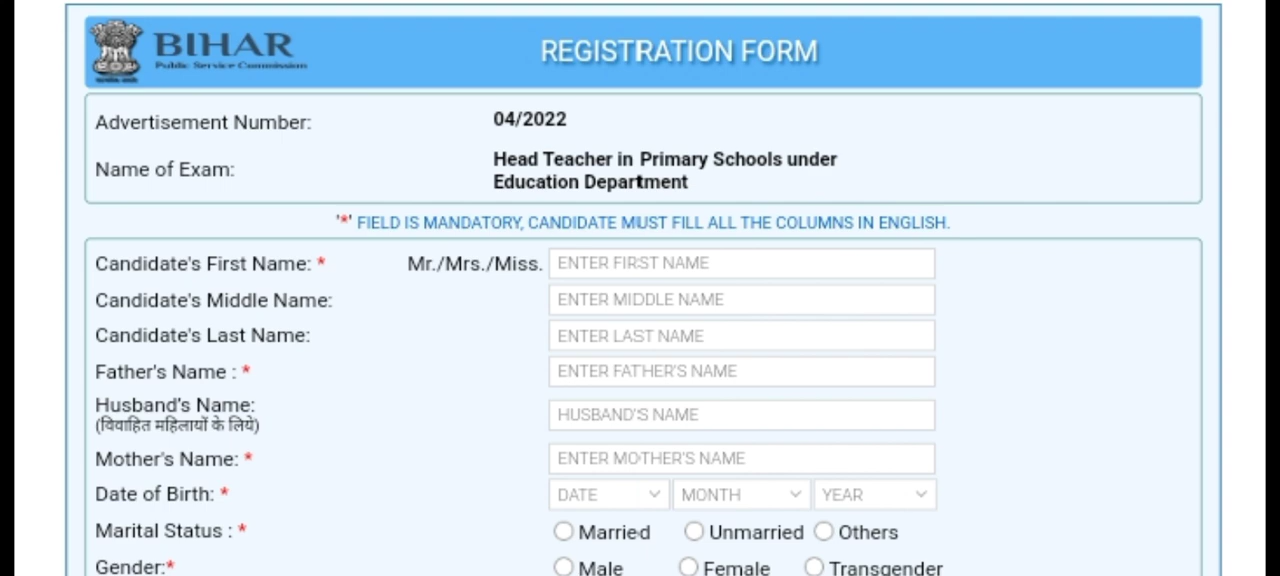 BIHAR
Public Service Commission
REGISTRATION FORM
Advertisement Number: 04/2022
Name of Exam: Head Teacher in Primary Schools under
Education Department
'*' FIELD IS MANDATORY, CANDIDATE MUST FILL ALL THE COLUMNS IN ENGLISH.
Candidate's First Name: * Mr./Mrs./Miss. ENTER FIRST NAME
Candidate's Middle Name: ENTER MIDDLE NAME
Candidate's Last Name: ENTER LAST NAME
Father's Name : * ENTER FATHER'S NAME
Husband's Name: HUSBAND'S NAME
(विवाहित महिलायों के लिये)
Mother's Name: * ENTER MOTHER'S NAME
Date of Birth: * DATE MONTH YEAR
Marital Status : * Married Unmarried Others
Gender:* Male Female Transgender